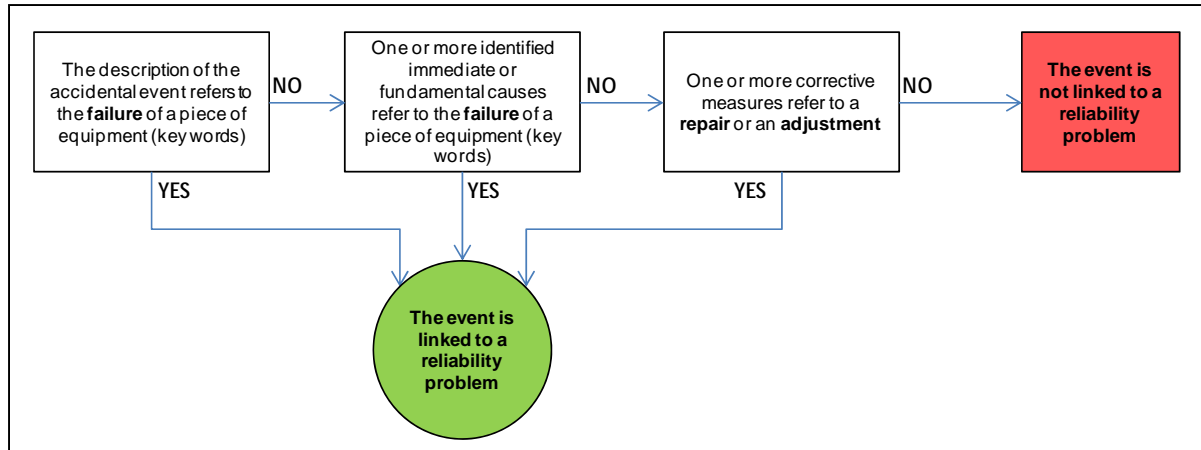 The description of the
accidental event refers to
the failure of a piece
of equipment (key words)
NO
One or more identified
immediate or
fundamental causes
refer to the failure of
a piece of equipment (key
words)
NO
One or more corrective
measures refer to a
repair or an adjustment
NO
The event is
not linked to a
reliability
problem
YES
YES
YES
The event is
linked to a
reliability
problem